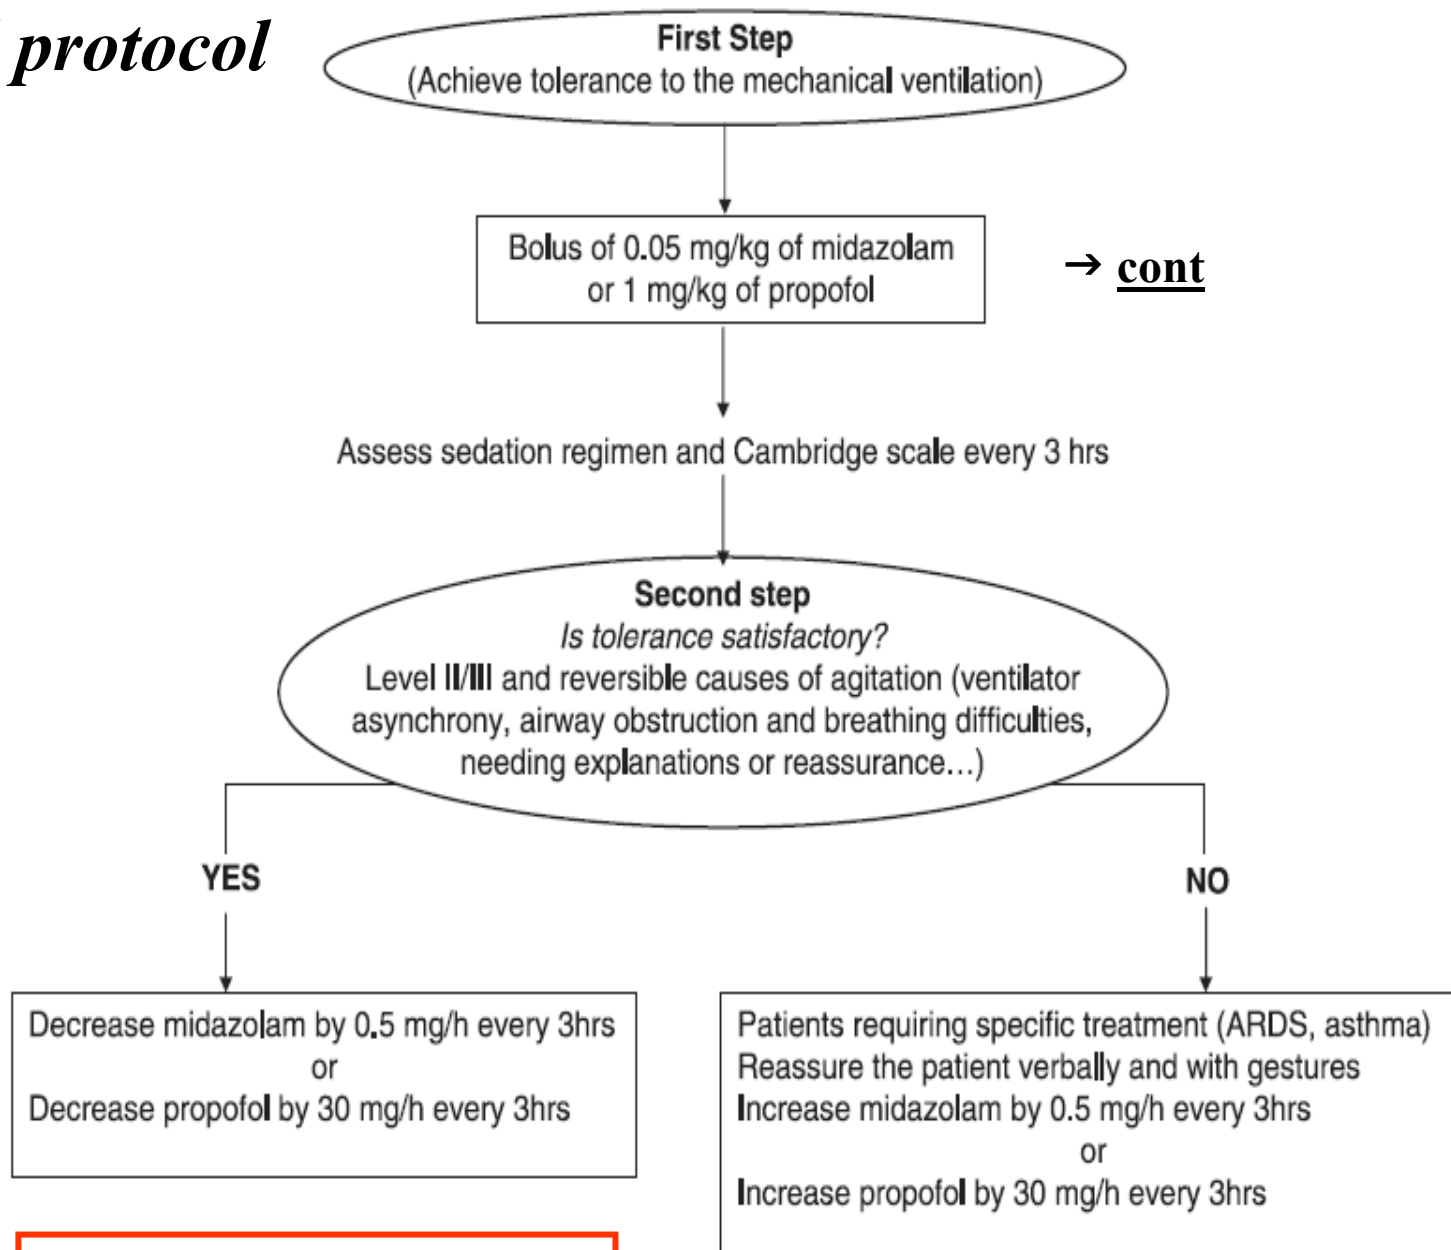 protocol
First Step
(Achieve tolerance to the mechanical ventilation)
Bolus of 0.05 mg/kg of midazolam
or 1 mg/kg of propofol
→ cont
Assess sedation regimen and Cambridge scale every 3 hrs
Second step
Is tolerance satisfactory?
Level II/III and reversible causes of agitation (ventilator
asynchrony, airway obstruction and breathing difficulties,
needing explanations or reassurance...)
YES
NO
Decrease midazolam by 0.5 mg/h every 3hrs
or
Decrease propofol by 30 mg/h every 3hrs
Patients requiring specific treatment (ARDS, asthma)
Reassure the patient verbally and with gestures
Increase midazolam by 0.5 mg/h every 3hrs
or
Increase propofol by 30 mg/h every 3hrs